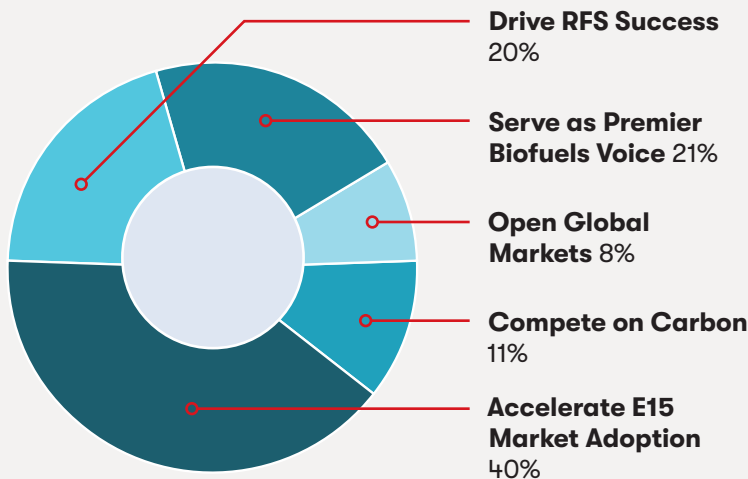 Drive RFS Success
20%
Serve as Premier
Biofuels Voice 21%
Open Global
Markets 8%
Compete on Carbon
11%
Accelerate E15
Market Adoption
40%